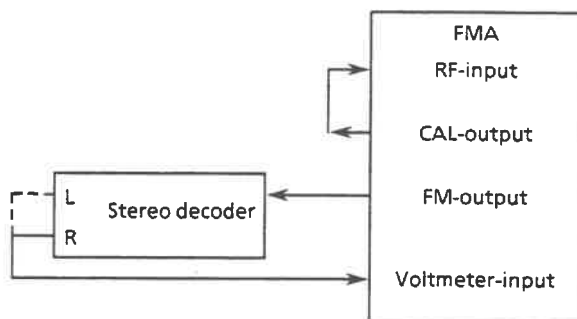 FMA
RF-input
CAL-output
L
Stereo decoder
FM-output
R
Voltmeter-input